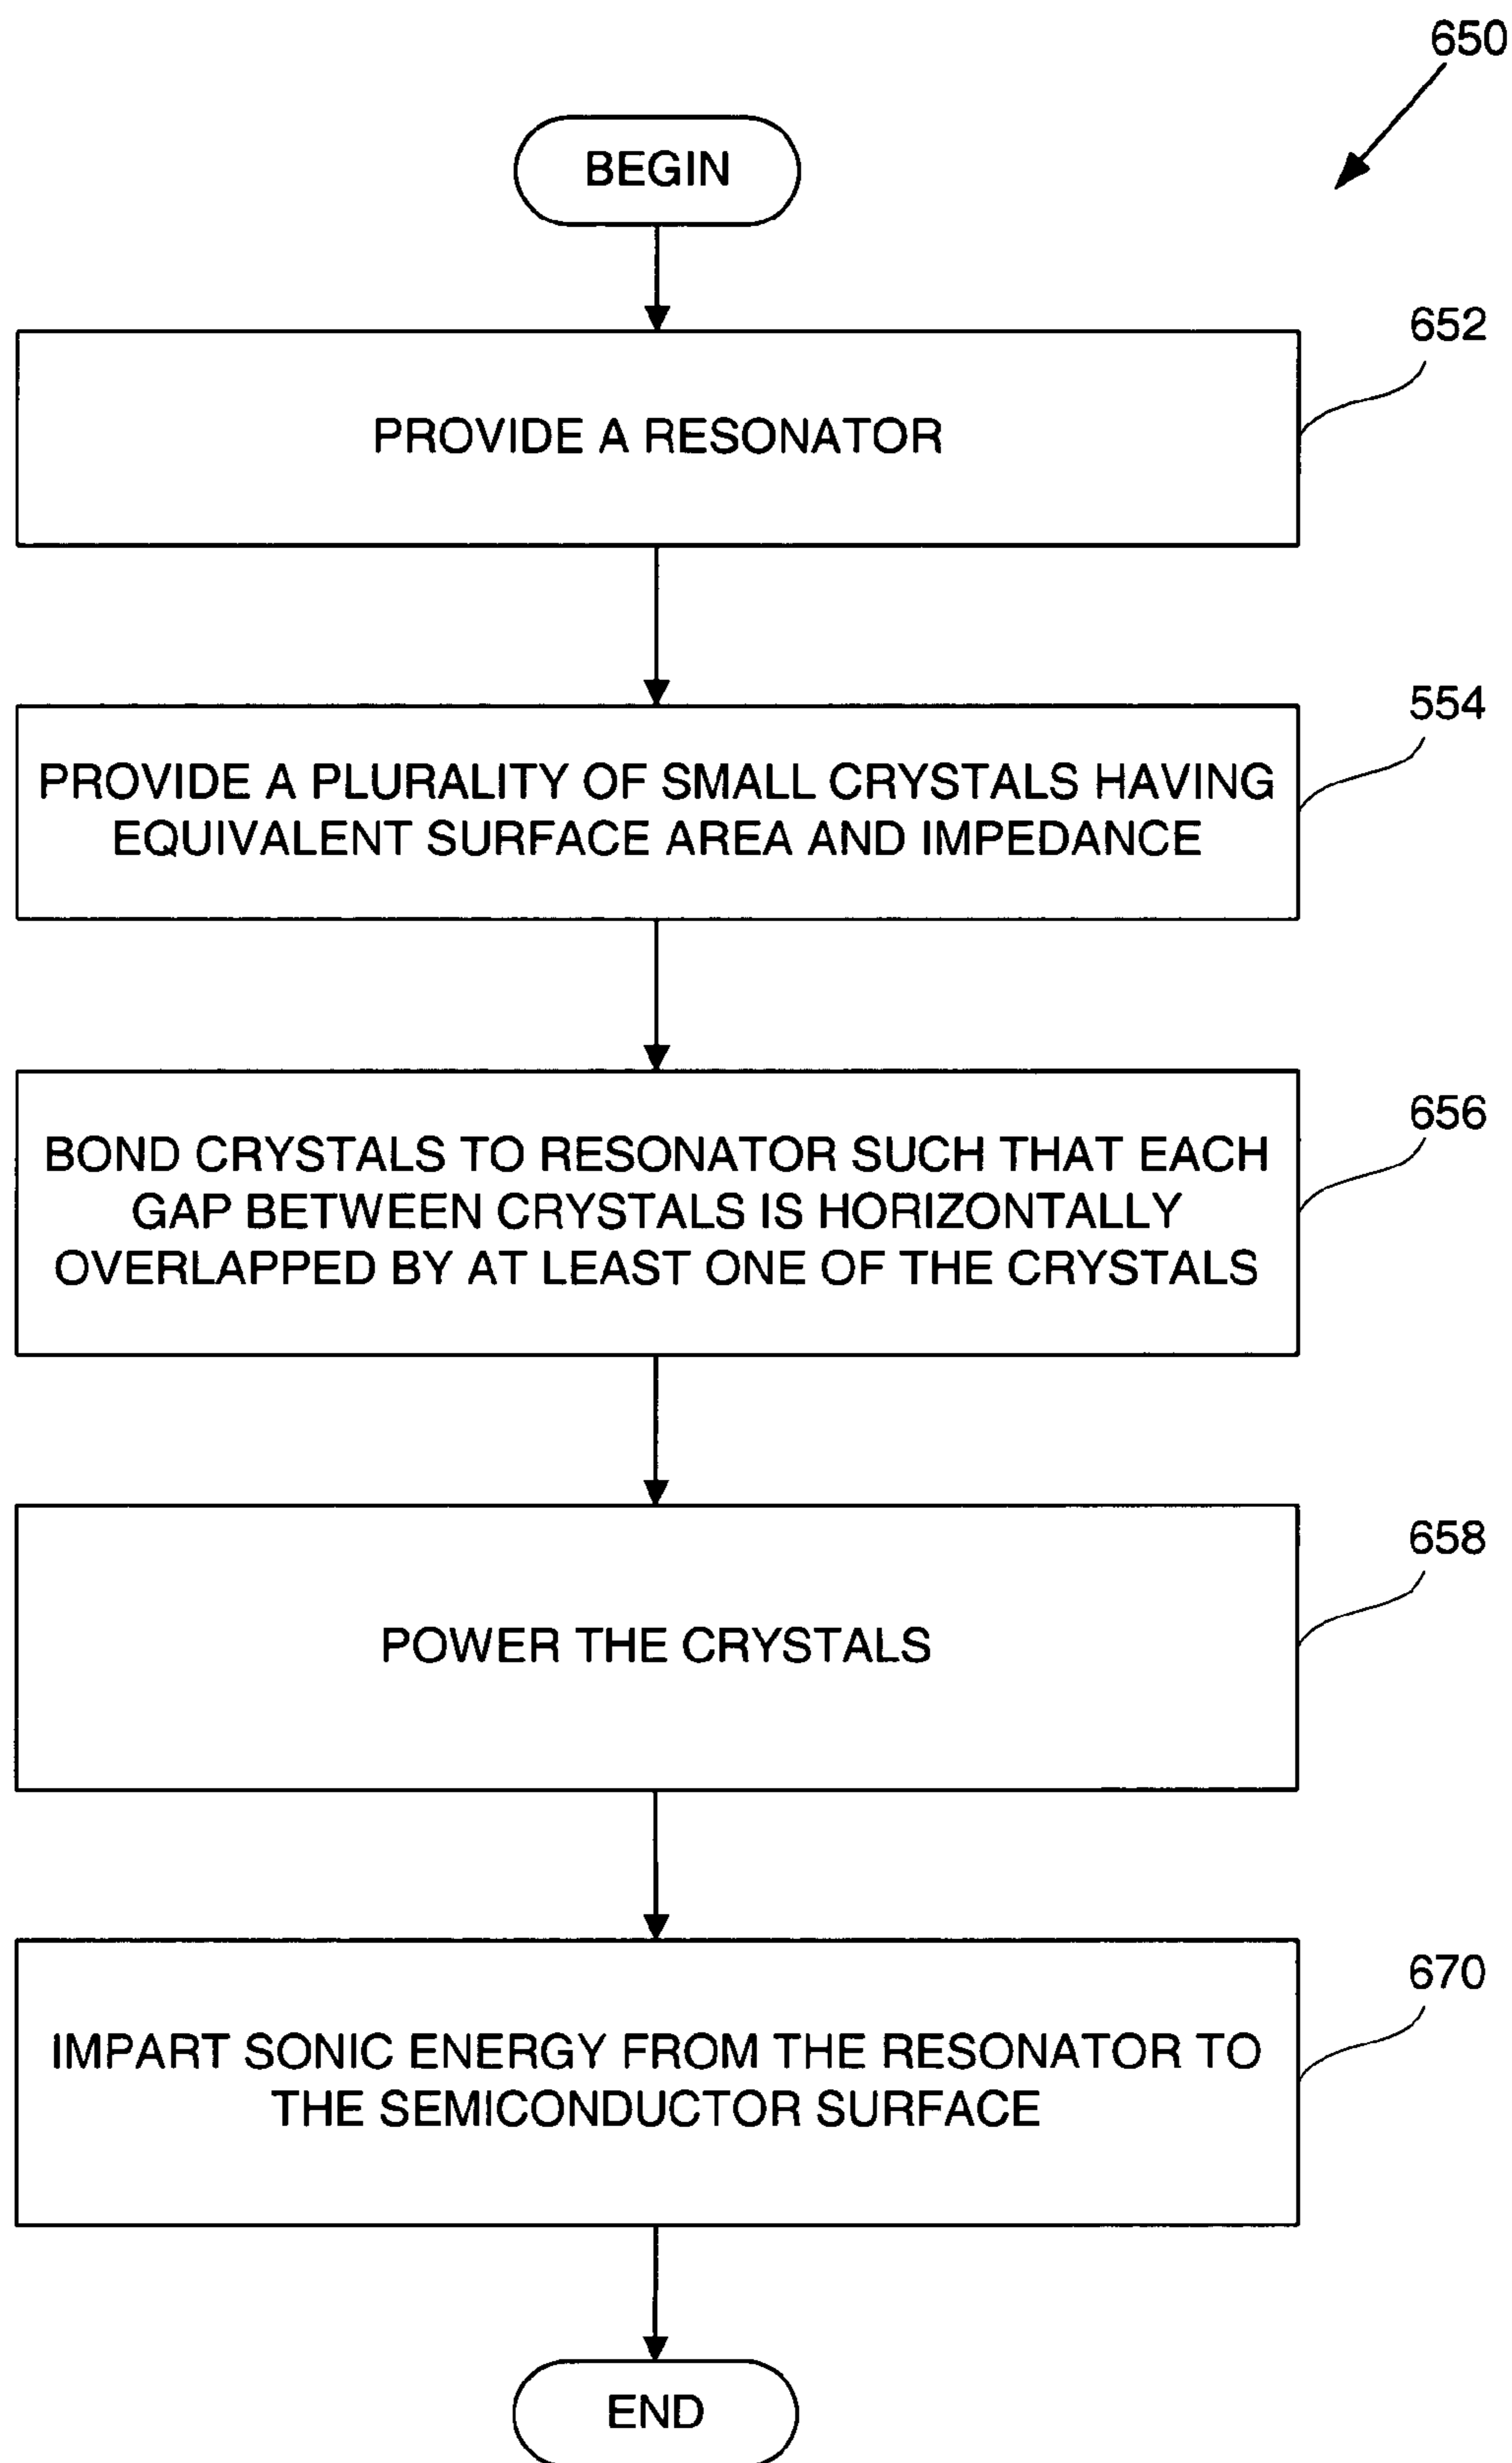 650
BEGIN
652
PROVIDE A RESONATOR
554
PROVIDE A PLURALITY OF SMALL CRYSTALS HAVING
EQUIVALENT SURFACE AREA AND IMPEDANCE
656
BOND CRYSTALS TO RESONATOR SUCH THAT EACH
GAP BETWEEN CRYSTALS IS HORIZONTALLY
OVERLAPPED BY AT LEAST ONE OF THE CRYSTALS
658
POWER THE CRYSTALS
670
IMPART SONIC ENERGY FROM THE RESONATOR TO
THE SEMICONDUCTOR SURFACE
END